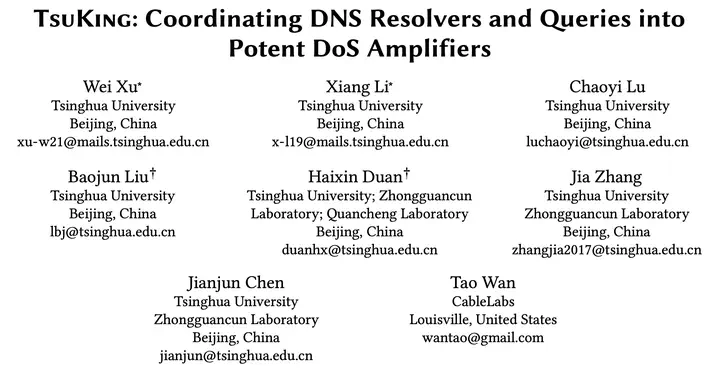 TsuKing: Coordinating DNS Resolvers and Queries into
Potent DoS Amplifiers
Wei Xu*
Tsinghua University
Beijing, China
xu-w21@mails.tsinghua.edu.cn
Xiang Li*
Tsinghua University
Beijing, China
x-l19@mails.tsinghua.edu.cn
Chaoyi Lu
Tsinghua University
Beijing, China
luchaoyi@tsinghua.edu.cn
Baojun Liu†
Tsinghua University
Beijing, China
lbj@tsinghua.edu.cn
Haixin Duan†
Tsinghua University; Zhongguancun
Laboratory; Quancheng Laboratory
Beijing, China
duanhx@tsinghua.edu.cn
Jia Zhang
Tsinghua University
Zhongguancun Laboratory
Beijing, China
zhangjia2017@tsinghua.edu.cn
Jianjun Chen
Tsinghua University
Zhongguancun Laboratory
Beijing, China
jianjun@tsinghua.edu.cn
Tao Wan
CableLabs
Louisville, United States
wantao@gmail.com